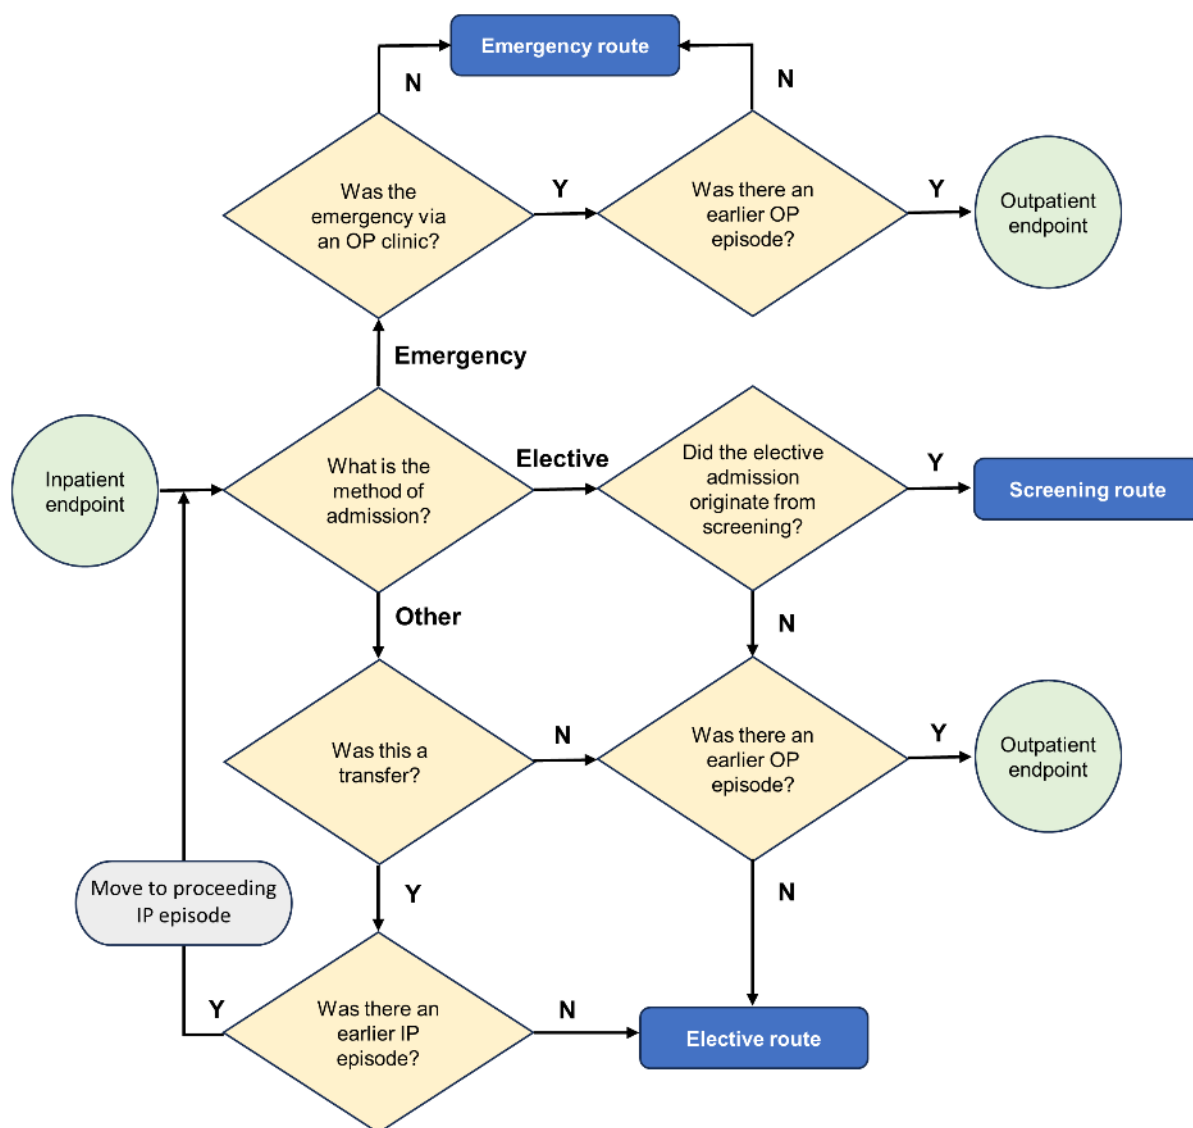 Emergency route
N
N
Was the
emergency via
an OP clinic?
Y
Was there an
earlier OP
episode?
Y
Outpatient
endpoint
Emergency
Inpatient
endpoint
What is the
method of
admission?
Elective
Did the elective
admission
originate from
screening?
Y
Screening route
Other
N
Was this a
transfer?
N
Was there an
earlier OP
episode?
Y
Outpatient
endpoint
Move to proceeding
IP episode
Y
N
Y
Was there an
earlier IP
episode?
N
Elective route